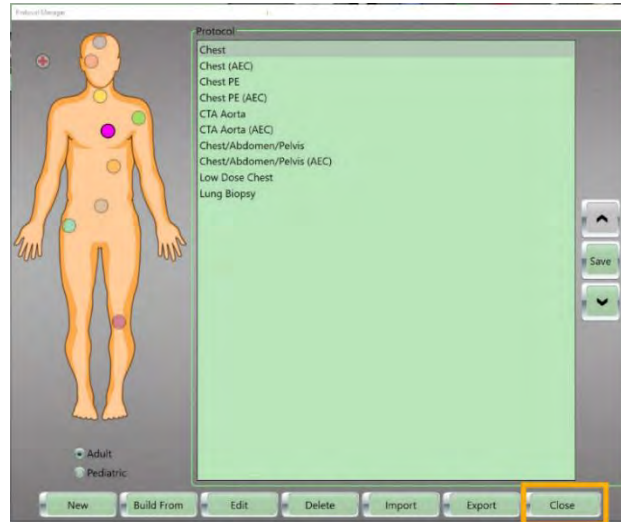 Protocol Manager
Protocol
Chest
Chest (AEC)
Chest PE
Chest PE (AEC)
CTA Aorta
CTA Aorta (AEC)
Chest/Abdomen/Pelvis
Chest/Abdomen/Pelvis (AEC)
Low Dose Chest
Lung Biopsy
Save
Adult
Pediatric
New Build From Edit Delete Import Export Close